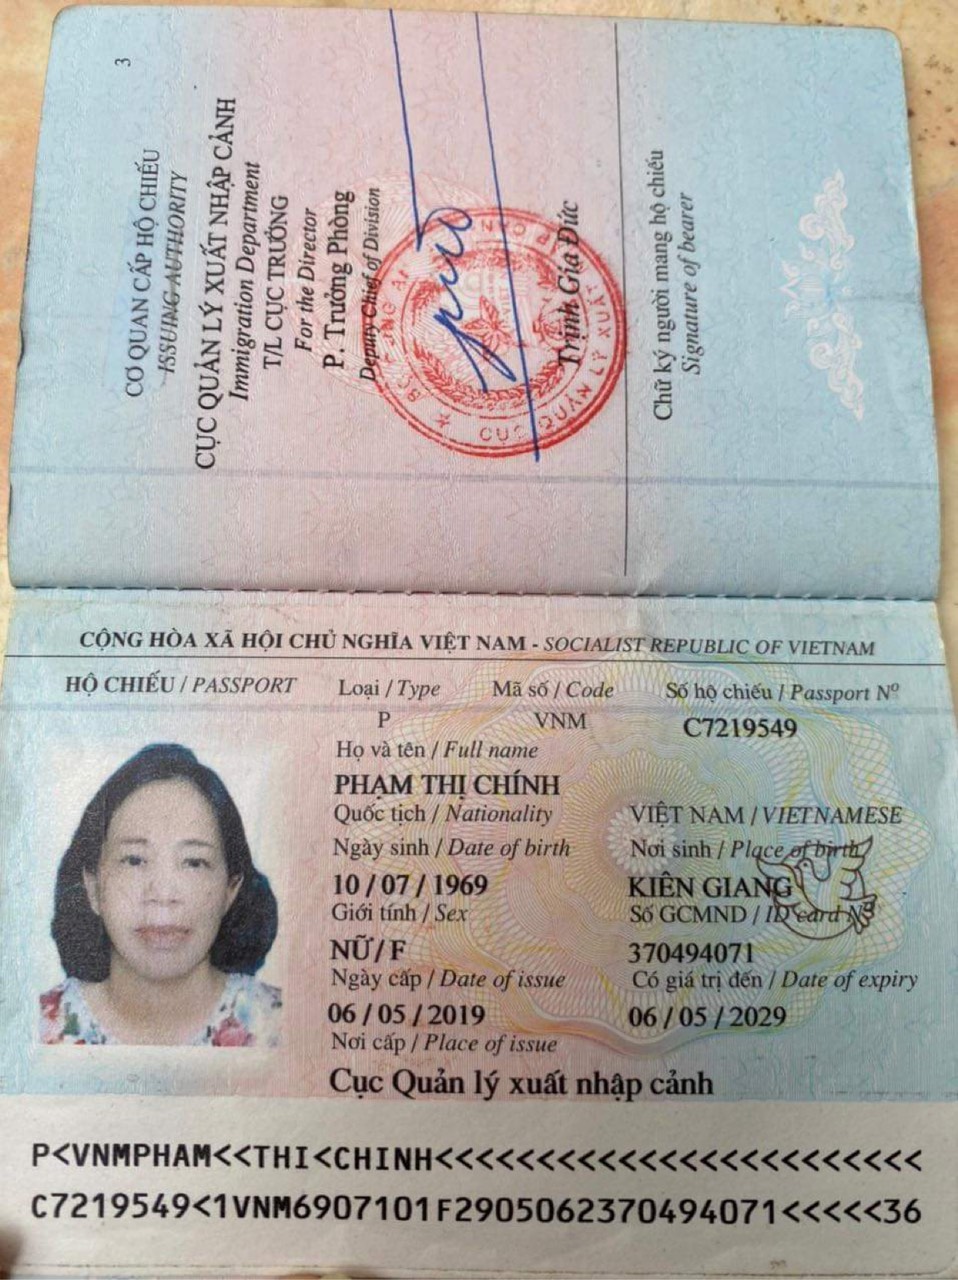 3
CƠ QUAN CẤP HỘ CHIẾU
ISSUING AUTHORITY
CỤC QUẢN LÝ XUẤT NHẬP CẢNH
Immigration Department
T/L CỤC TRƯỞNG
For the Director
P. Trưởng Phòng
Deputy Chief of Division
Trịnh Gia Đức
CỤC QUẢN LÝ XUẤT
Chữ ký người mang hộ chiếu
Signature of bearer
CỘNG HÒA XÃ HỘI CHỦ NGHĨA VIỆT NAM - SOCIALIST REPUBLIC OF VIETNAM
HỘ CHIẾU / PASSPORT Loại / Type Mã số / Code Số hộ chiếu / Passport Nº
P VNM C7219549
Họ và tên / Full name
PHẠM THỊ CHÍNH
Quốc tịch / Nationality VIỆT NAM / VIETNAMESE
Ngày sinh / Date of birth Nơi sinh / Place of birth
10 / 07 / 1969 KIÊN GIANG
Giới tính / Sex Số GCMND / ID card Nº
NỮ / F 370494071
Ngày cấp / Date of issue Có giá trị đến / Date of expiry
06 / 05 / 2019 06 / 05 / 2029
Nơi cấp / Place of issue
Cục Quản lý xuất nhập cảnh
P<VNMPHAM<<THI<CHINH<<<<<<<<<<<<<<<<<<<<<<<<
C7219549<1VNM6907101F2905062370494071<<<<<36